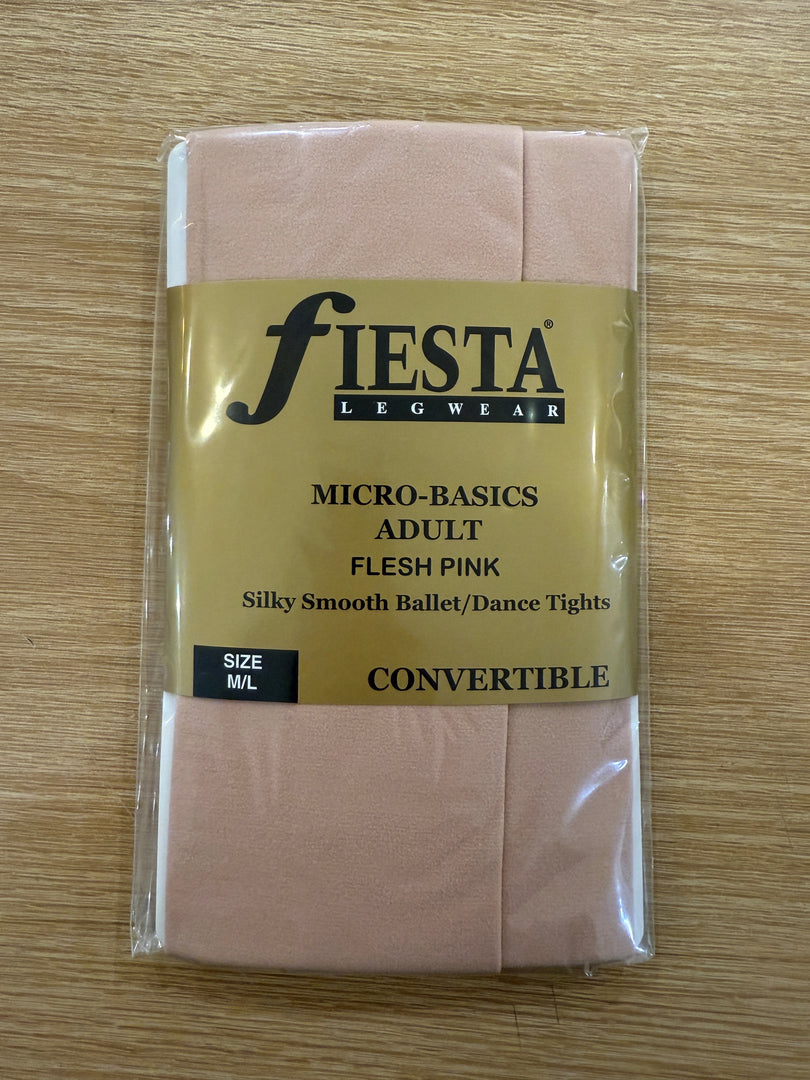 fIESTA®
LEGWEAR
MICRO-BASICS
ADULT
FLESH PINK
Silky Smooth Ballet/Dance Tights
SIZE
M/L
CONVERTIBLE